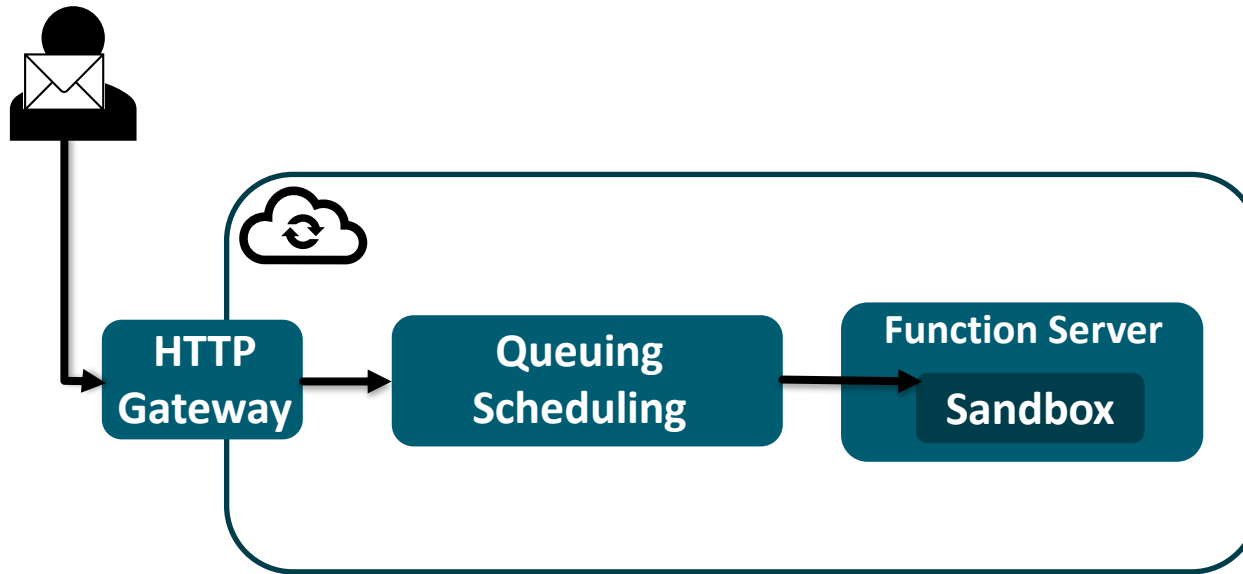 HTTP
Gateway
Queuing
Scheduling
Function Server
Sandbox